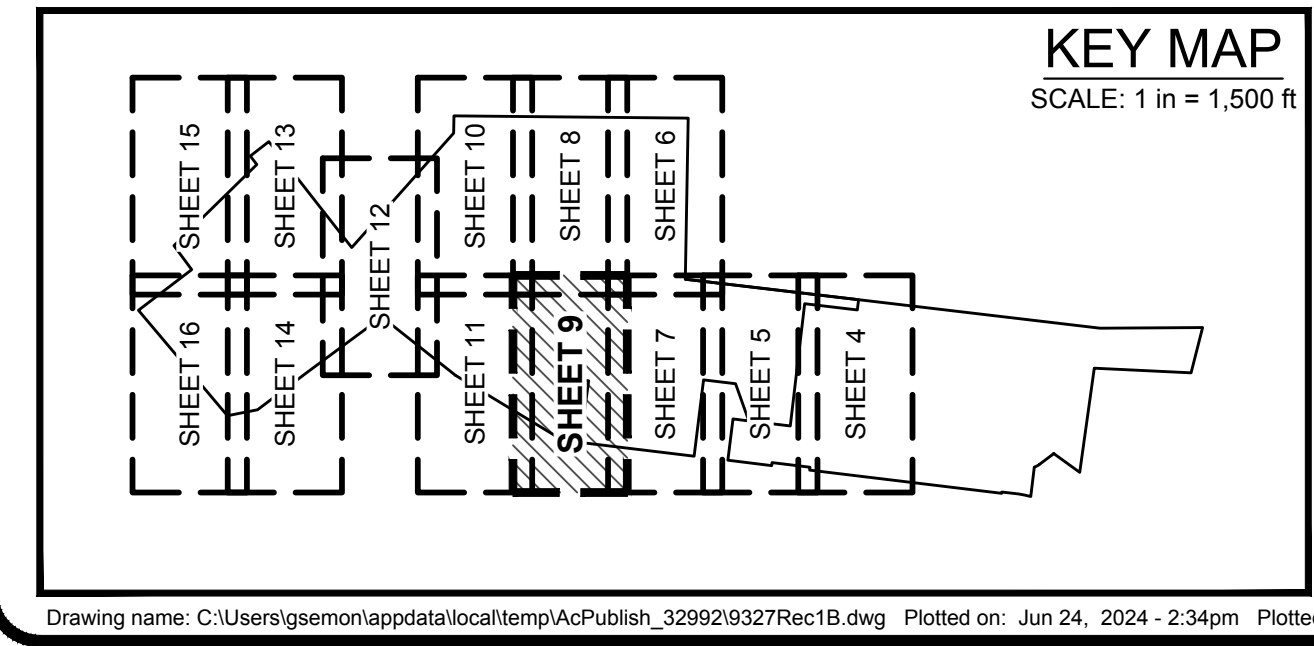 KEY MAP
SCALE: 1 in = 1,500 ft
SHEET 15
SHEET 13
SHEET 12
SHEET 10
SHEET 8
SHEET 6
SHEET 16
SHEET 14
SHEET 11
SHEET 9
SHEET 7
SHEET 5
SHEET 4
Drawing name: C:\Users\gsemon\appdata\local\temp\AcPublish_32992\9327Rec1B.dwg Plotted on: Jun 24, 2024 - 2:34pm Plotted